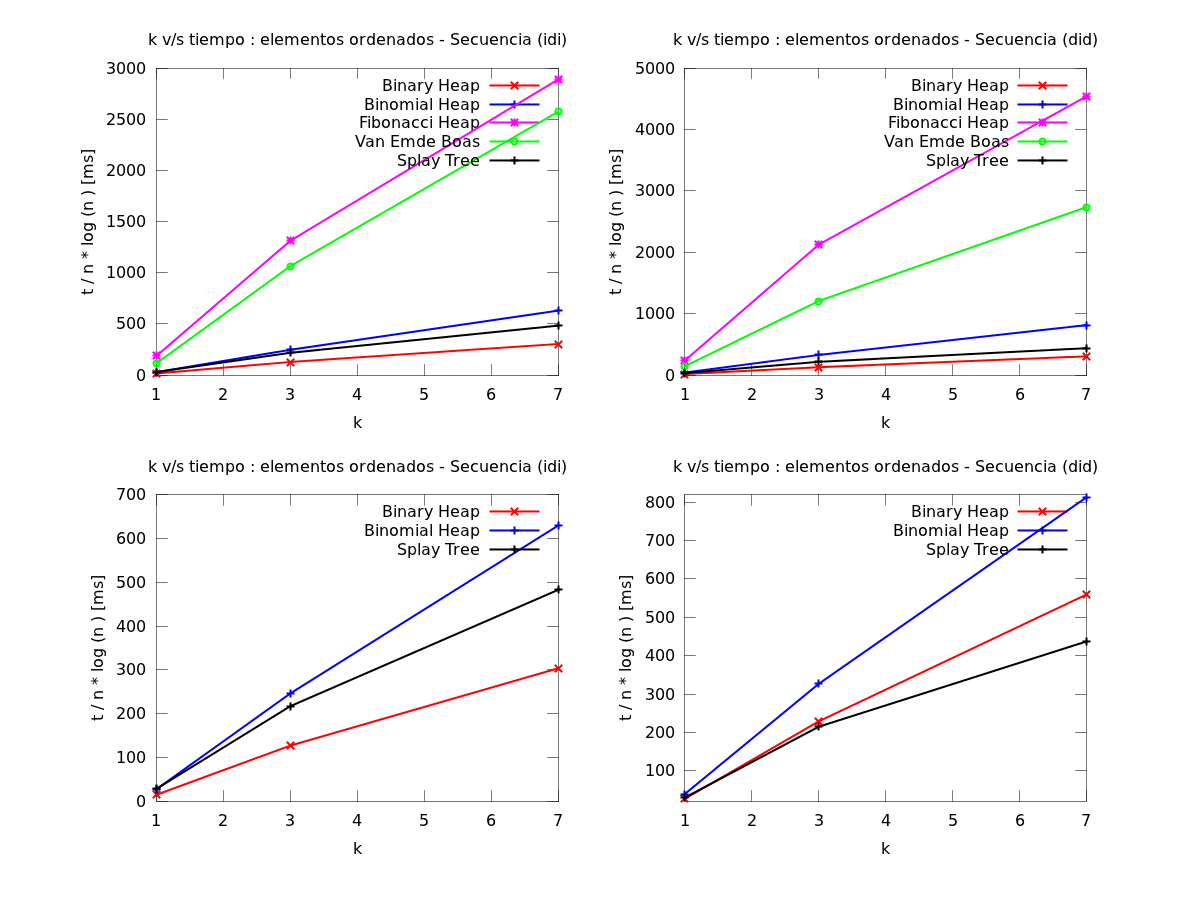 k v/s tiempo : elementos ordenados - Secuencia (idi)
3000
2500
2000
1500
1000
500
0
t / n * log (n ) [ms]
Binary Heap
Binomial Heap
Fibonacci Heap
Van Emde Boas
Splay Tree
1 2 3 4 5 6 7
k
k v/s tiempo : elementos ordenados - Secuencia (did)
5000
4000
3000
2000
1000
0
t / n * log (n ) [ms]
Binary Heap
Binomial Heap
Fibonacci Heap
Van Emde Boas
Splay Tree
1 2 3 4 5 6 7
k
k v/s tiempo : elementos ordenados - Secuencia (idi)
700
600
500
400
300
200
100
0
t / n * log (n ) [ms]
Binary Heap
Binomial Heap
Splay Tree
1 2 3 4 5 6 7
k
k v/s tiempo : elementos ordenados - Secuencia (did)
800
700
600
500
400
300
200
100
t / n * log (n ) [ms]
Binary Heap
Binomial Heap
Splay Tree
1 2 3 4 5 6 7
k